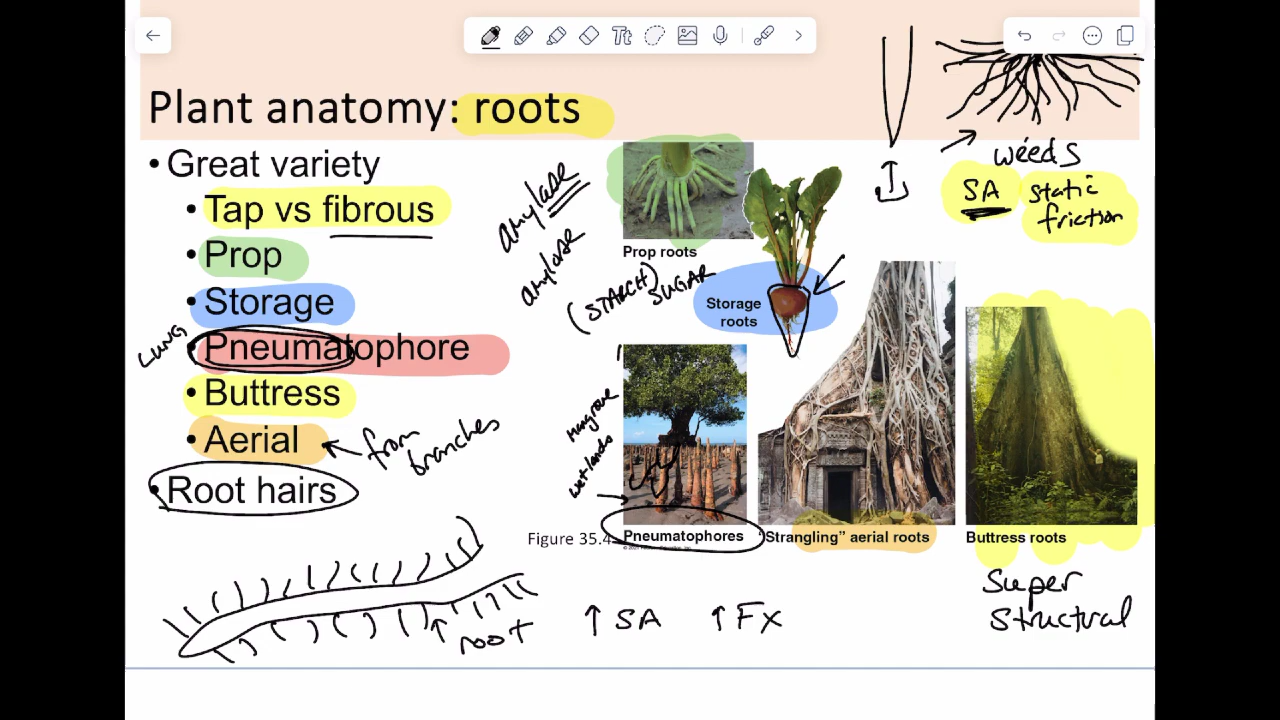 Plant anatomy: roots
• Great variety
• Tap vs fibrous
• Prop
• Storage
• Pneumatophore
• Buttress
• Aerial
• Root hairs
LUNG
from
branches
root
amylase
amylose
(STARCH)
SUGAR
Prop roots
Storage
roots
weeds
SA
static
friction
wetlands
Figure 35.4
Pneumatophores
"Strangling" aerial roots
Buttress roots
Super
Structural
↑ SA
↑ FX
Tt